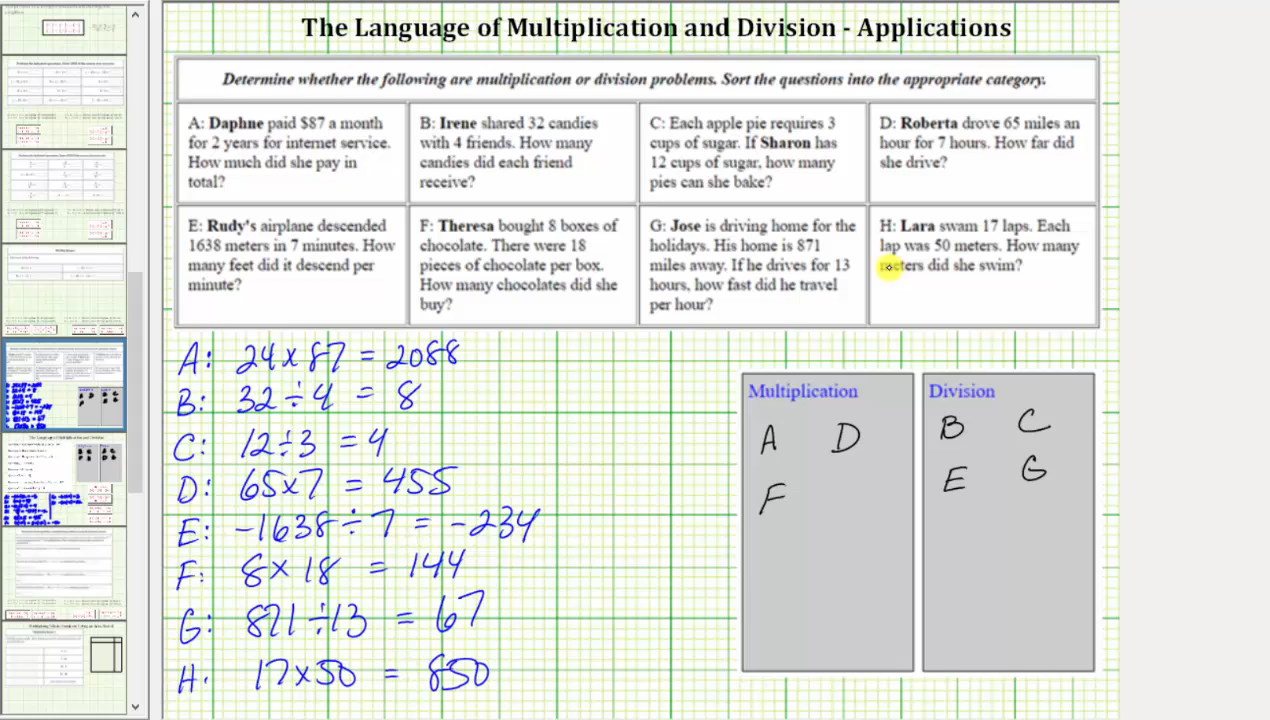 The Language of Multiplication and Division - Applications
Determine whether the following are multiplication or division problems. Sort the questions into the appropriate category.
A: Daphne paid $87 a month
for 2 years for internet service.
How much did she pay in
total?
B: Irene shared 32 candies
with 4 friends. How many
candies did each friend
receive?
C: Each apple pie requires 3
cups of sugar. If Sharon has
12 cups of sugar, how many
pies can she bake?
D: Roberta drove 65 miles an
hour for 7 hours. How far did
she drive?
E: Rudy's airplane descended
1638 meters in 7 minutes. How
many feet did it descend per
minute?
F: Theresa bought 8 boxes of
chocolate. There were 18
pieces of chocolate per box.
How many chocolates did she
buy?
G: Jose is driving home for the
holidays. His home is 871
miles away. If he drives for 13
hours, how fast did he travel
per hour?
H: Lara swam 17 laps. Each
lap was 50 meters. How many
meters did she swim?
A: 24 × 87 = 2088
B: 32 ÷ 4 = 8
C: 12 ÷ 3 = 4
D: 65 × 7 = 455
E: -1638 ÷ 7 = -234
F: 8 × 18 = 144
G: 871 ÷ 13 = 67
H: 17 × 50 = 850
Multiplication
A D
F
Division
B C
E G